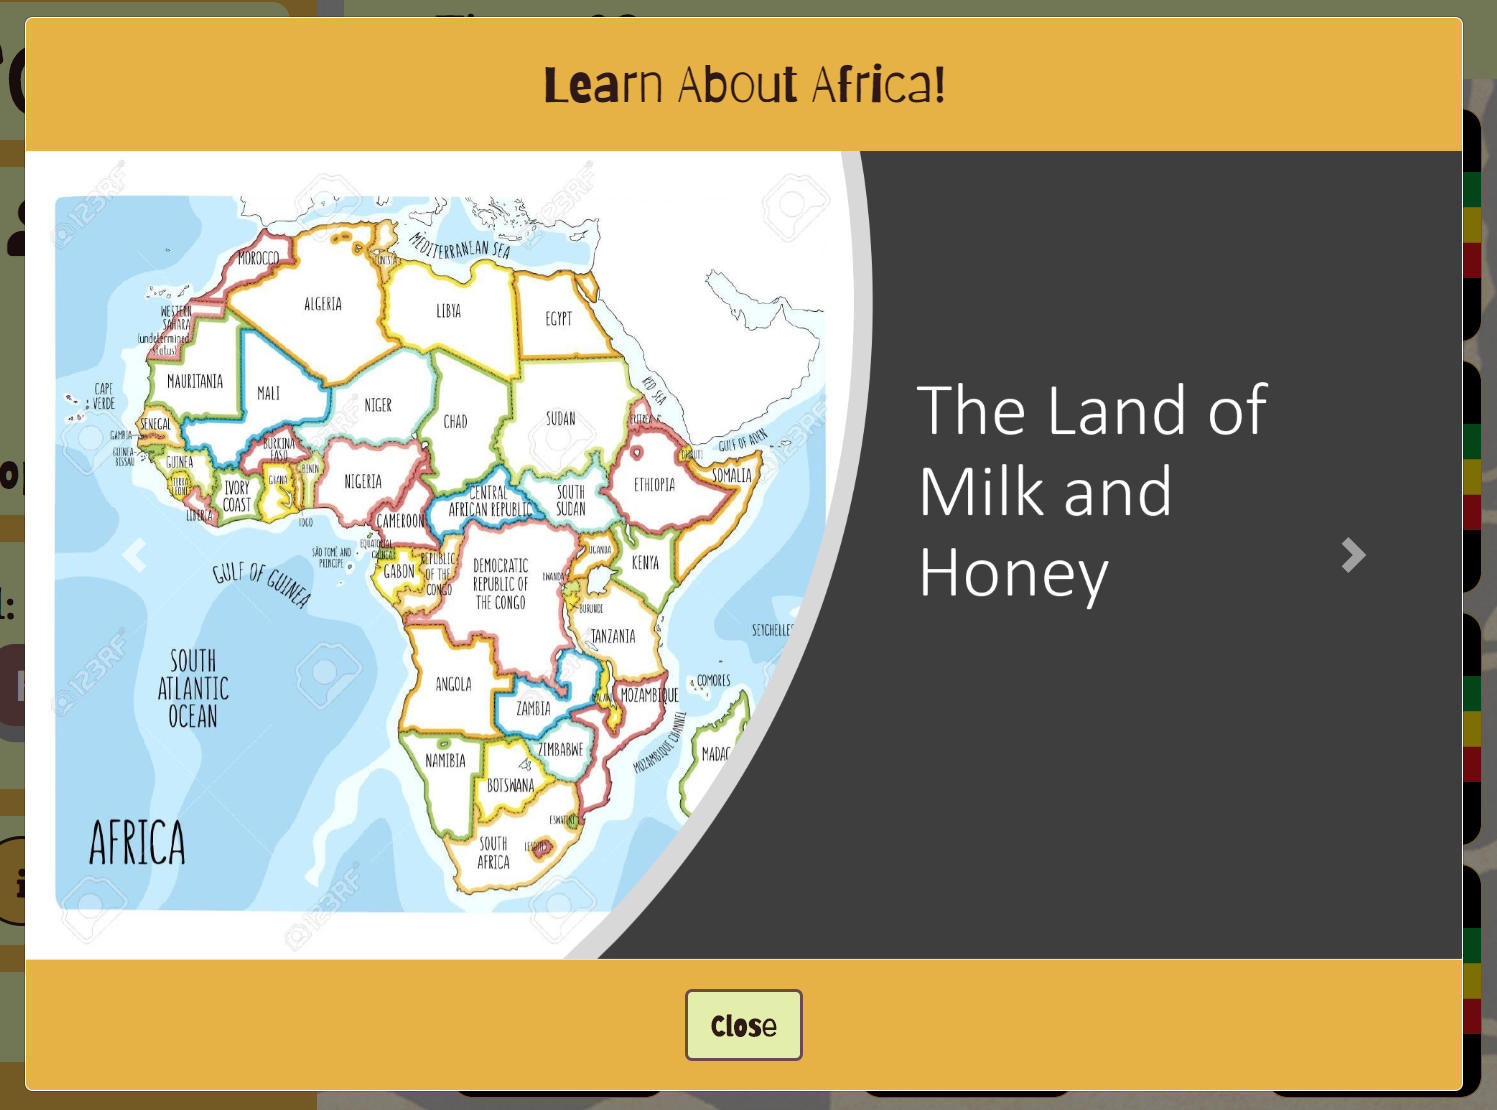 Learn About Africa!
The Land of
Milk and
Honey
MEDITERRANEAN SEA
MOROCCO
TUNISIA
ALGERIA
LIBYA
EGYPT
WESTERN
SAHARA
(undetermined
status)
MAURITANIA
MALI
NIGER
CHAD
SUDAN
RED SEA
ERITREA
CAPE
VERDE
SENEGAL
GAMBIA
GUINEA-
BISSAU
GUINEA
SIERRA
LEONE
LIBERIA
IVORY
COAST
BURKINA
FASO
GHANA
TOGO
BENIN
NIGERIA
CAMEROON
CENTRAL
AFRICAN REPUBLIC
SOUTH
SUDAN
ETHIOPIA
DJIBOUTI
GULF OF ADEN
SOMALIA
SÃO TOMÉ AND
PRINCIPE
EQUATORIAL
GUINEA
GABON
REPUBLIC
OF THE
CONGO
DEMOCRATIC
REPUBLIC OF
THE CONGO
UGANDA
KENYA
RWANDA
BURUNDI
TANZANIA
SEYCHELLES
GULF OF GUINEA
SOUTH
ATLANTIC
OCEAN
ANGOLA
ZAMBIA
MALAWI
MOZAMBIQUE
COMORES
MOZAMBIQUE CHANNEL
MADAG
ZIMBABWE
NAMIBIA
BOTSWANA
ESWATINI
LESOTHO
SOUTH
AFRICA
AFRICA
123RF
123RF
123RF
123RF
Close